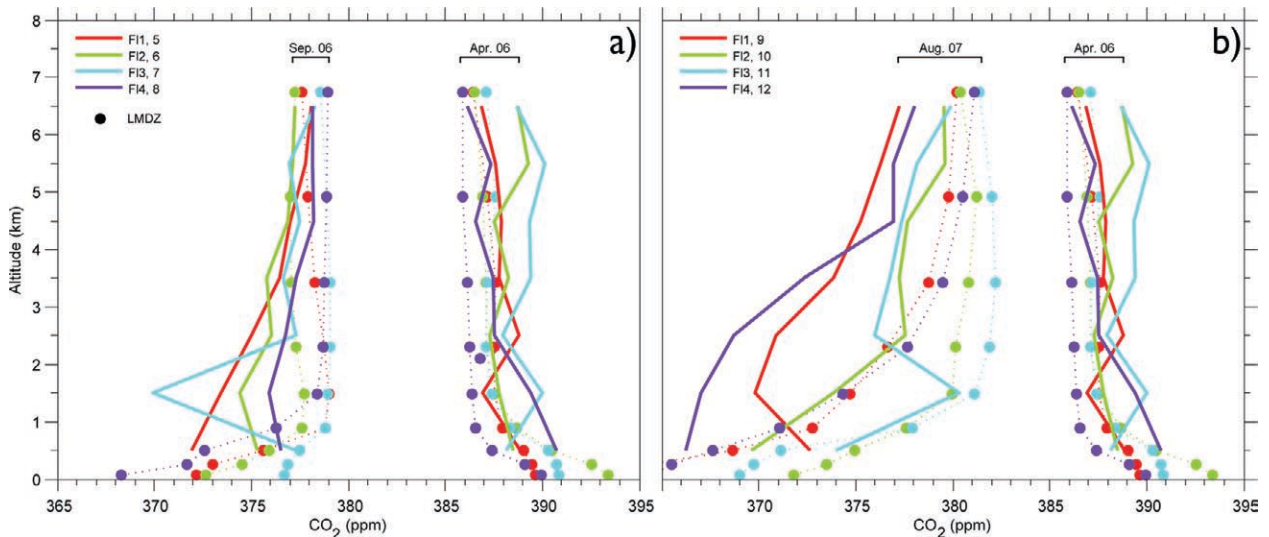 8
7
6
5
4
3
2
1
0
Altitude (km)
Fl1, 5
Fl2, 6
Fl3, 7
Fl4, 8
LMDZ
Sep. 06
Apr. 06
a)
365
370
375
380
385
390
395
CO2 (ppm)
Fl1, 9
Fl2, 10
Fl3, 11
Fl4, 12
Aug. 07
Apr. 06
b)
370
375
380
385
390
395
CO2 (ppm)